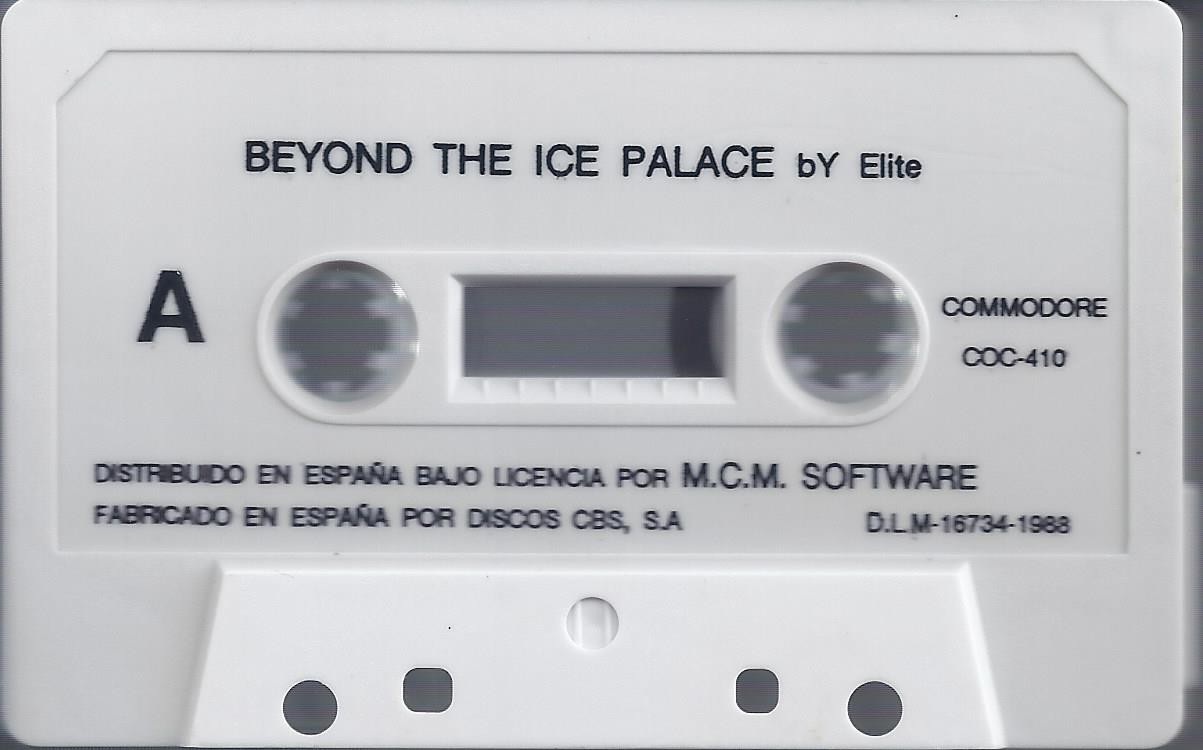 BEYOND THE ICE PALACE bY Elite
A
COMMODORE
COC-410
DISTRIBUIDO EN ESPAÑA BAJO LICENCIA POR M.C.M. SOFTWARE
FABRICADO EN ESPAÑA POR DISCOS CBS, S.A
D.L.M-16734-1988